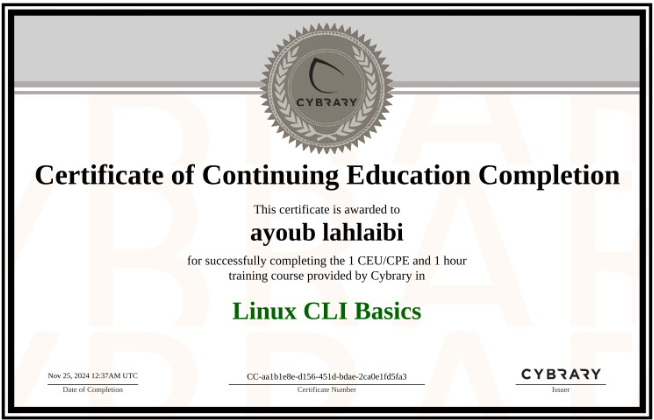 CYBRARY
Certificate of Continuing Education Completion
This certificate is awarded to
ayoub lahlaibi
for successfully completing the 1 CEU/CPE and 1 hour
training course provided by Cybrary in
Linux CLI Basics
Nov 25, 2024 12:37AM UTC
Date of Completion
CC-aa1b1e8e-d156-451d-bdae-2ca0e1fd5fa3
Certificate Number
CYBRARY
Issuer